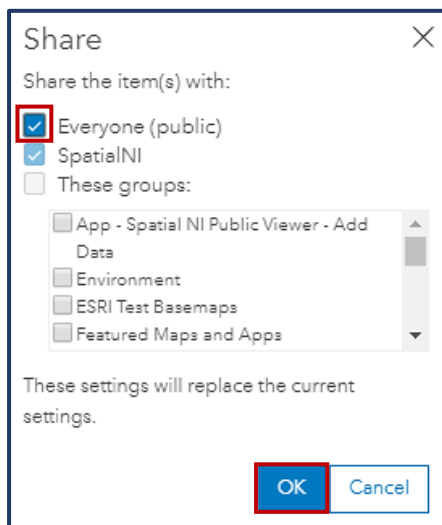 Share
Share the item(s) with:
Everyone (public)
SpatialNI
These groups:
App - Spatial NI Public Viewer - Add
Data
Environment
ESRI Test Basemaps
Featured Maps and Apps
These settings will replace the current
settings.
OK Cancel